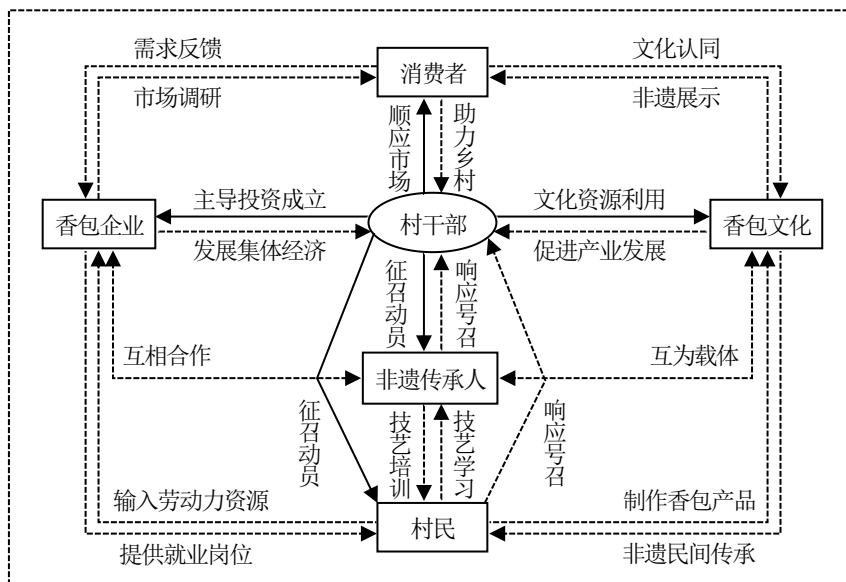 需求反馈
消费者
文化认同
市场调研
非遗展示
顺应市场
助力乡村
主导投资成立
文化资源利用
香包企业
村干部
香包文化
发展集体经济
促进产业发展
征召动员
响应号召
互相合作
互为载体
非遗传承人
征召动员
技艺培训
技艺学习
响应号召
输入劳动力资源
制作香包产品
村民
提供就业岗位
非遗民间传承